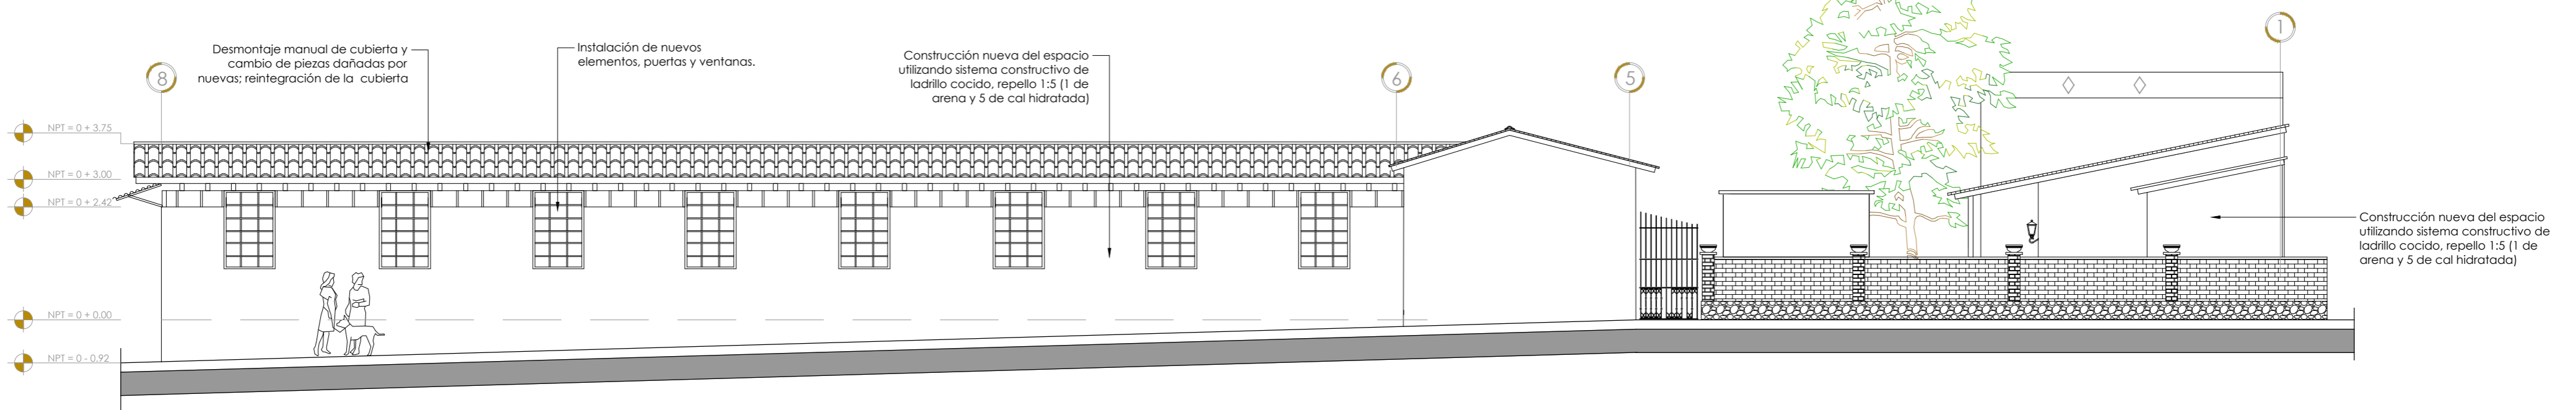 Desmontaje manual de cubierta y
cambio de piezas dañadas por
nuevas; reintegración de la cubierta
Instalación de nuevos
elementos, puertas y ventanas.
Construcción nueva del espacio
utilizando sistema constructivo de
ladrillo cocido, repello 1:5 (1 de
arena y 5 de cal hidratada)
8
6
5
1
NPT = 0 + 3.75
NPT = 0 + 3.00
NPT = 0 + 2.42
NPT = 0 + 0.00
NPT = 0 - 0.92
Construcción nueva del espacio
utilizando sistema constructivo de
ladrillo cocido, repello 1:5 (1 de
arena y 5 de cal hidratada)